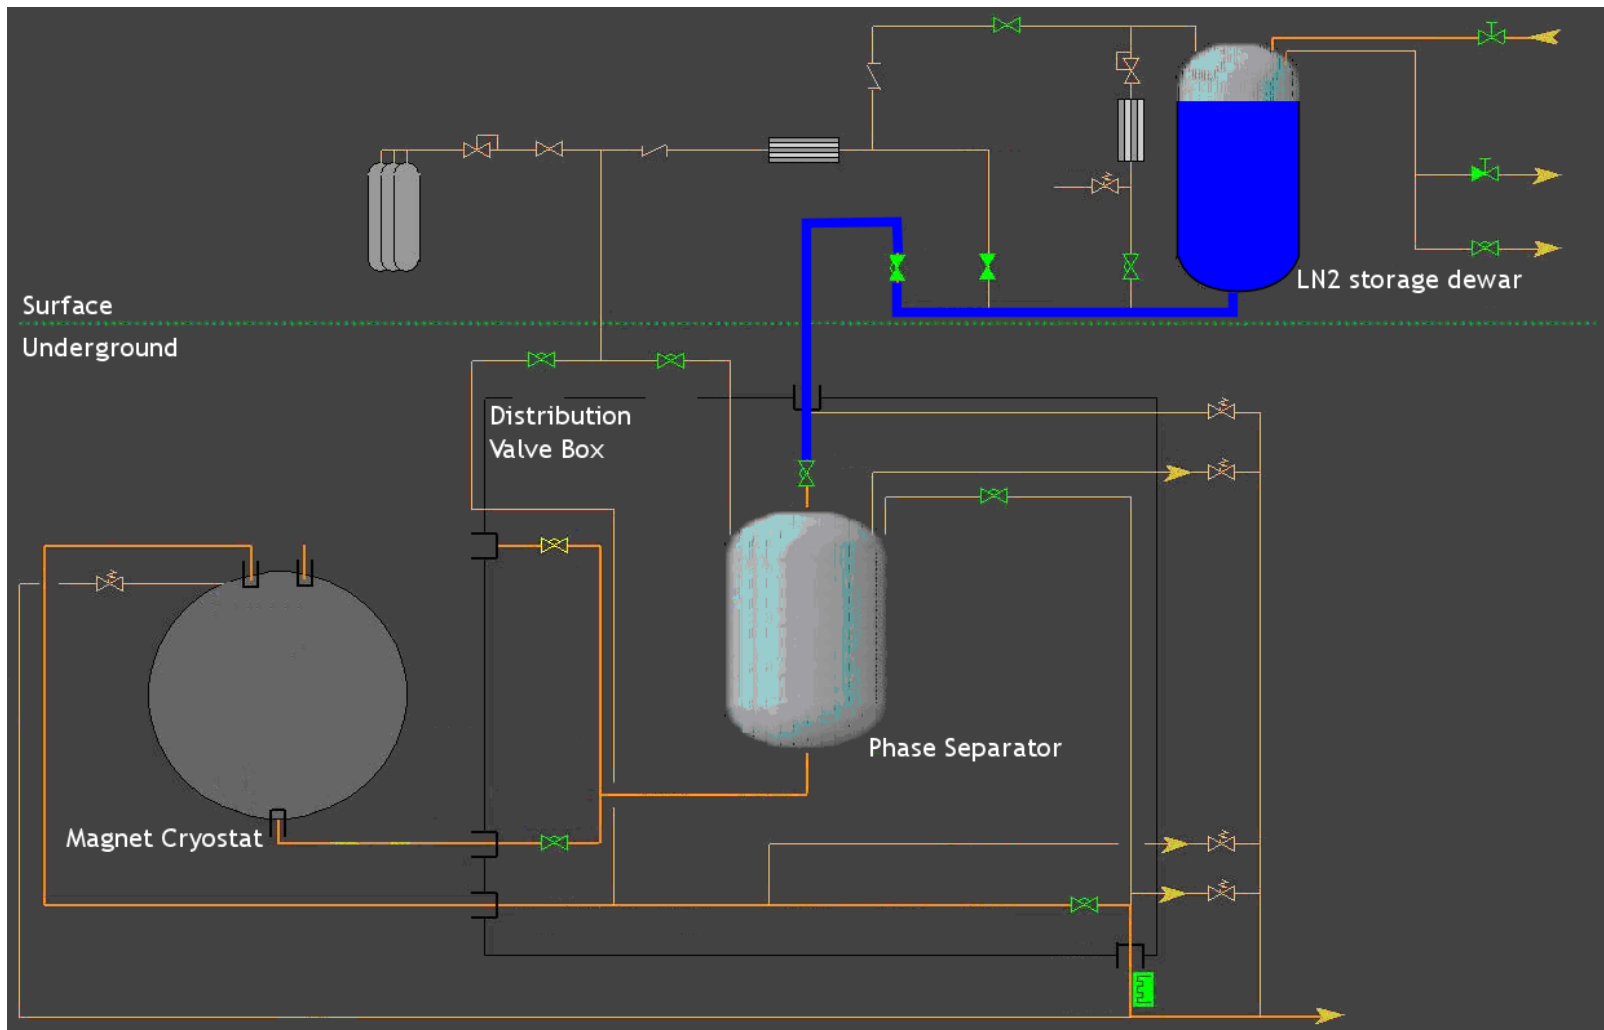 LN2 storage dewar
Surface
Underground
Distribution
Valve Box
Phase Separator
Magnet Cryostat